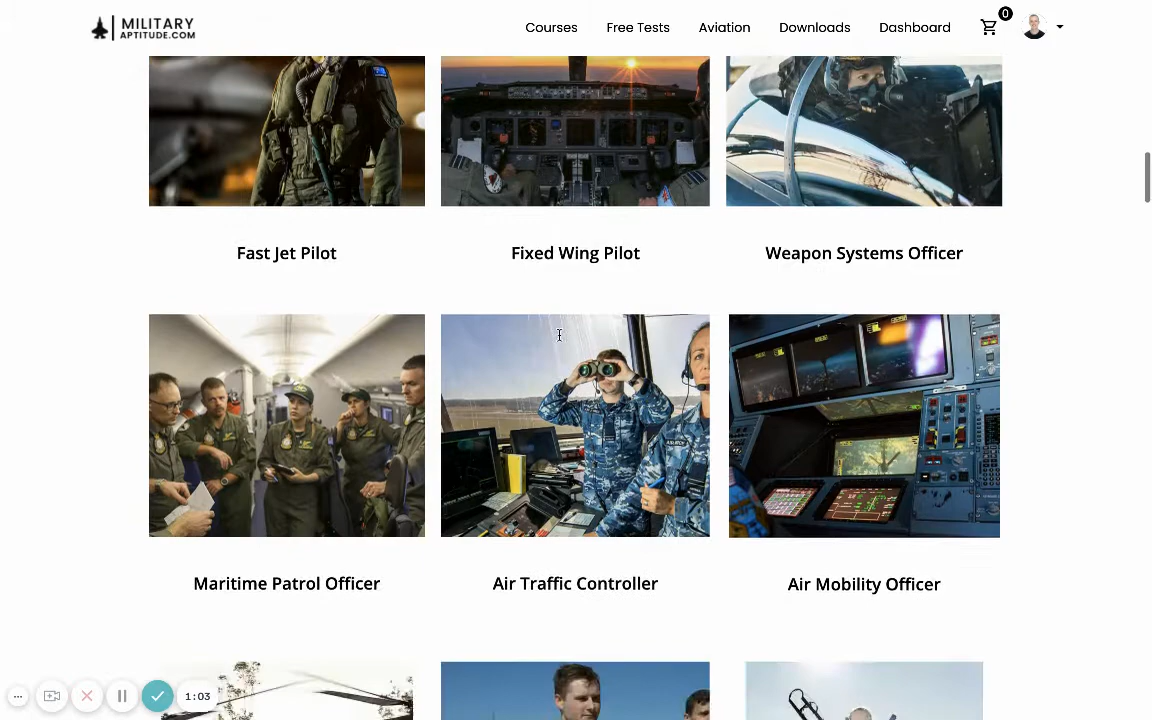 MILITARY
APTITUDE.COM
Courses
Free Tests
Aviation
Downloads
Dashboard
0
Fast Jet Pilot
Fixed Wing Pilot
Weapon Systems Officer
Maritime Patrol Officer
Air Traffic Controller
Air Mobility Officer
1:03